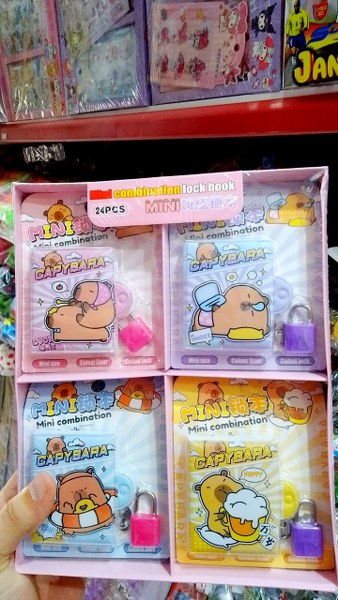 JAN
Mini combination lock book
24PCS
MINI
MINI
Mini combination
CAPYBARA
Mini size
Colour liner
Coded lock
MINI
Mini combination
CAPYBARA
Mini size
Colour liner
Coded lock
MINI
Mini combination
CAPYBARA
MINI
Mini combination
CAPYBARA
HAPPY